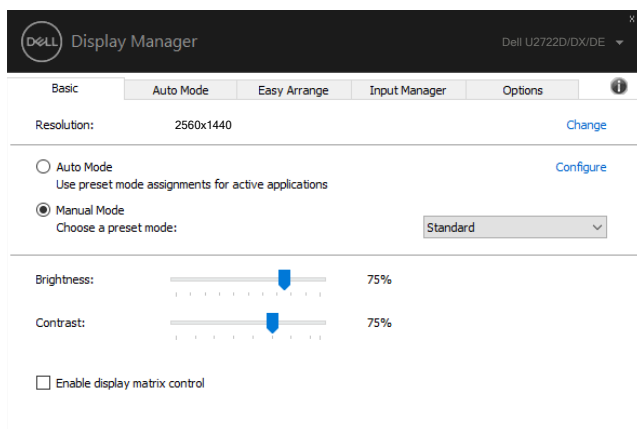 x
DELL Display Manager Dell U2722D/DX/DE
Basic Auto Mode Easy Arrange Input Manager Options i
Resolution: 2560x1440 Change
Auto Mode Configure
Use preset mode assignments for active applications
Manual Mode
Choose a preset mode: Standard
Brightness: 75%
Contrast: 75%
Enable display matrix control